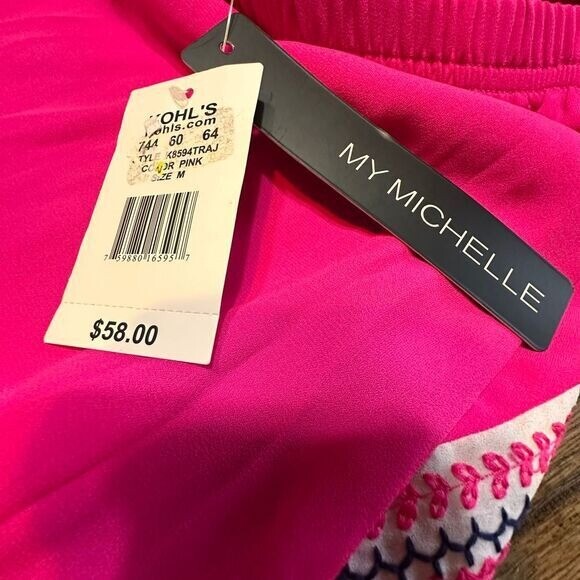 KOHL'S
kohls.com
744 60 64
STYLE K8594TRAJ
COLOR PINK
SIZE M
7 59880 16595 7
$58.00
MY MICHELLE